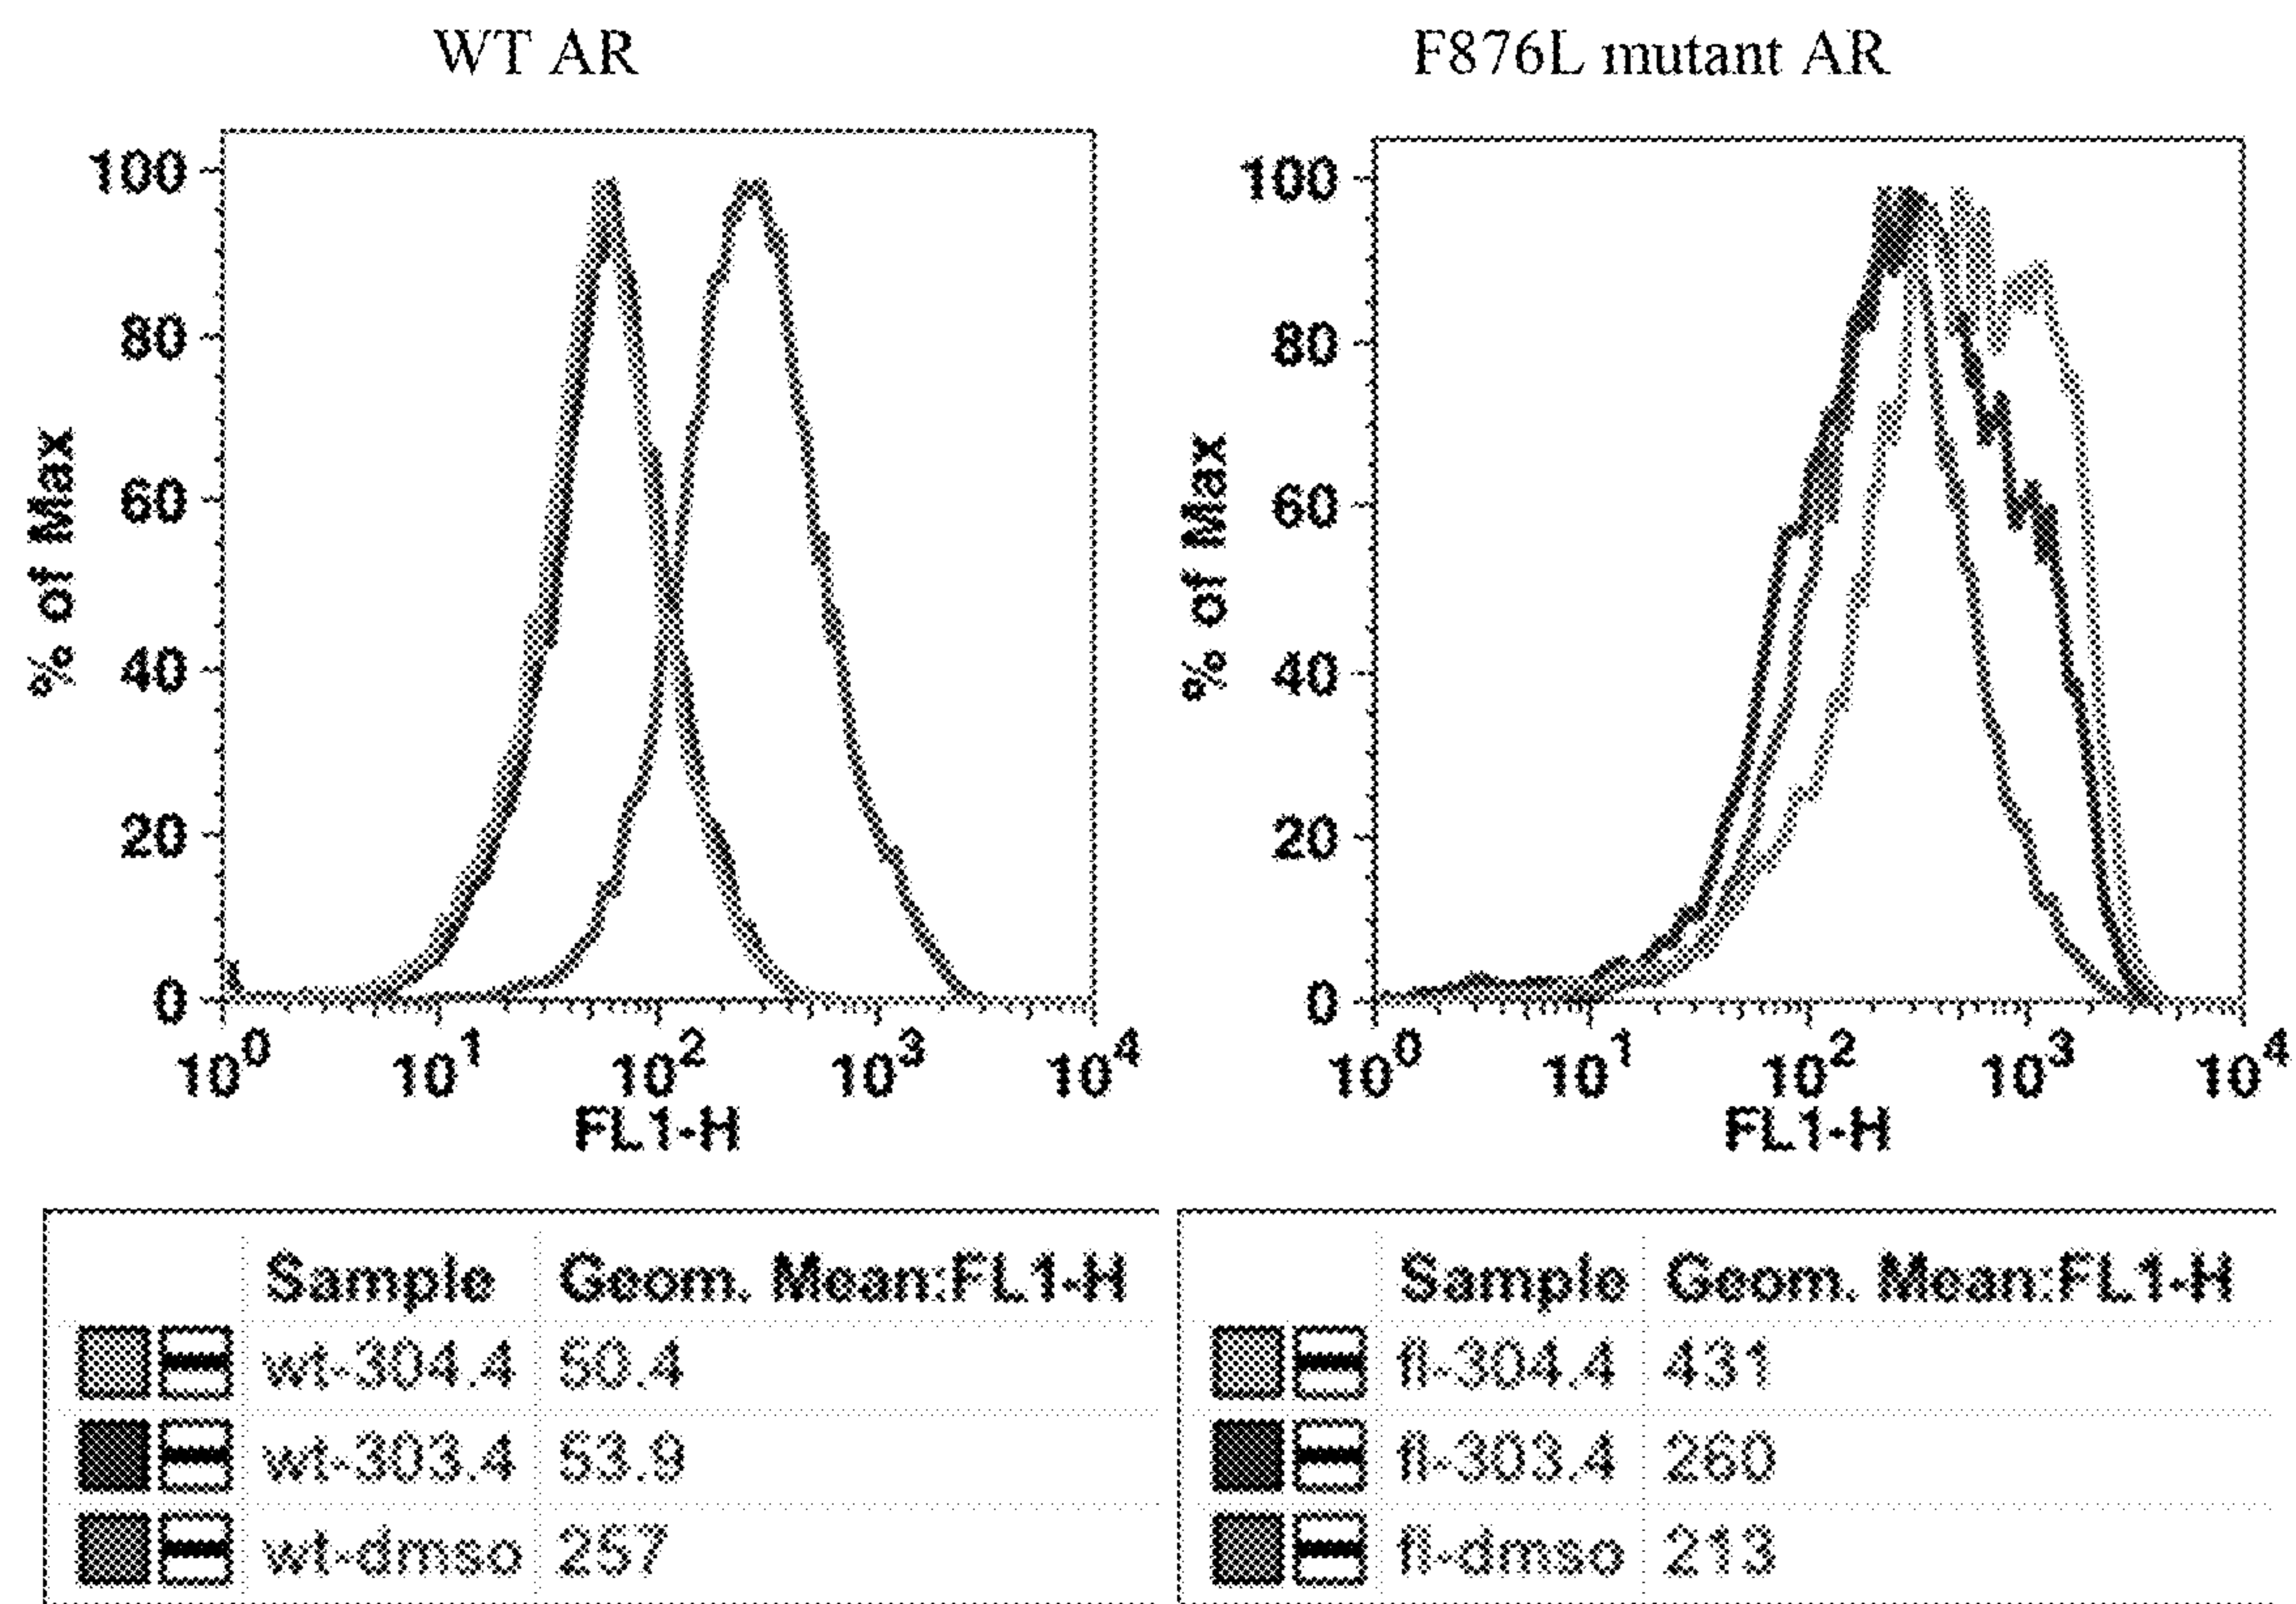 WT AR
F876L mutant AR
100
80
60
40
20
0
% of Max
10^0 10^1 10^2 10^3 10^4
FL1-H
100
80
60
40
20
0
% of Max
10^0 10^1 10^2 10^3 10^4
FL1-H
Sample Geom. Mean:FL1-H
wt-304.4 50.4
wt-303.4 53.9
wt-dmso 257
Sample Geom. Mean:FL1-H
fl-304.4 431
fl-303.4 260
fl-dmso 213